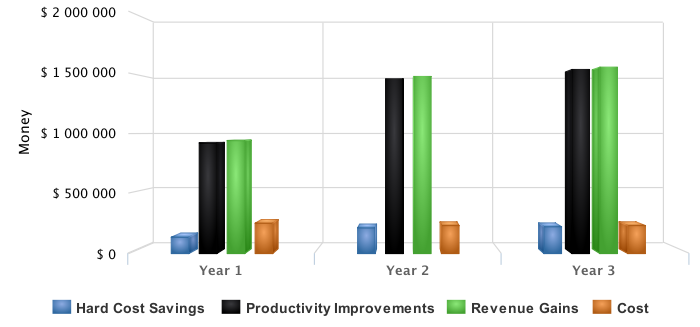 $ 2 000 000
$ 1 500 000
$ 1 000 000
$ 500 000
$ 0
Money
Year 1 Year 2 Year 3
Hard Cost Savings Productivity Improvements Revenue Gains Cost